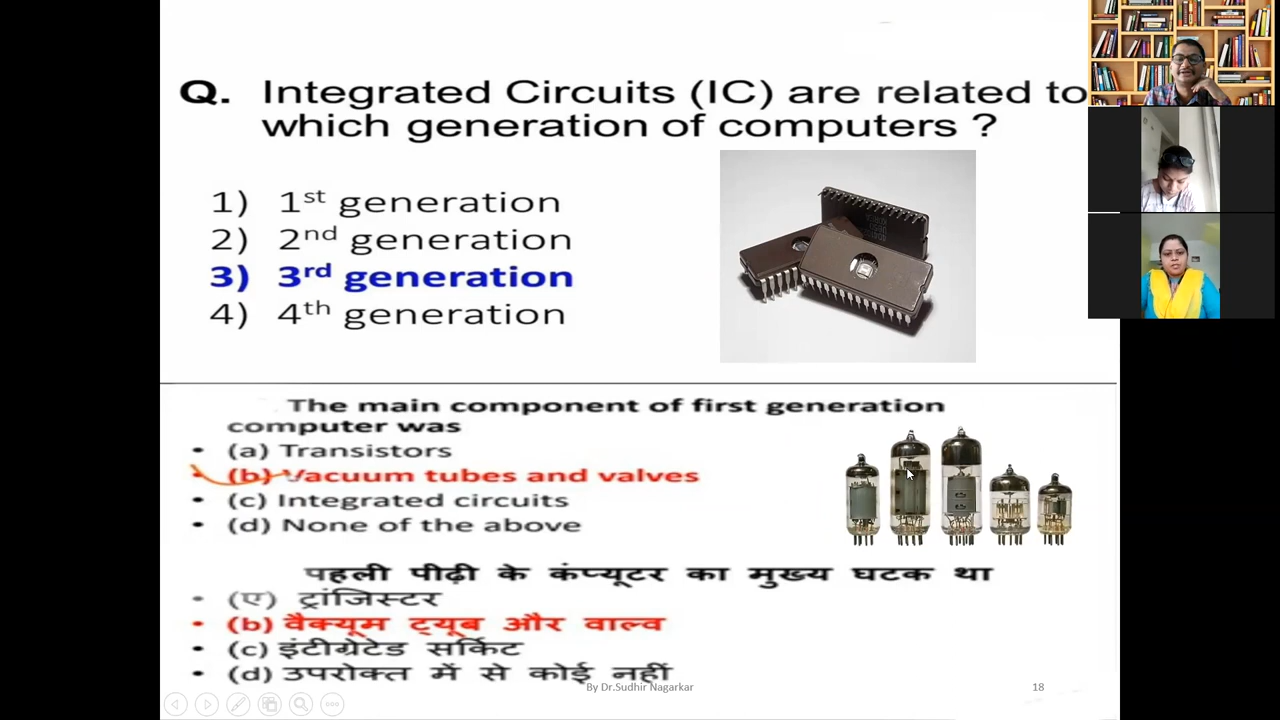 Q. Integrated Circuits (IC) are related to
which generation of computers ?
1) 1st generation
2) 2nd generation
3) 3rd generation
4) 4th generation
The main component of first generation
computer was
• (a) Transistors
• (b) Vacuum tubes and valves
• (c) Integrated circuits
• (d) None of the above
पहली पीढ़ी के कंप्यूटर का मुख्य घटक था
• (ए) ट्रांजिस्टर
• (b) वैक्यूम ट्यूब और वाल्व
• (c) इंटीग्रेटेड सर्किट
• (d) उपरोक्त में से कोई नहीं
By Dr.Sudhir Nagarkar
18